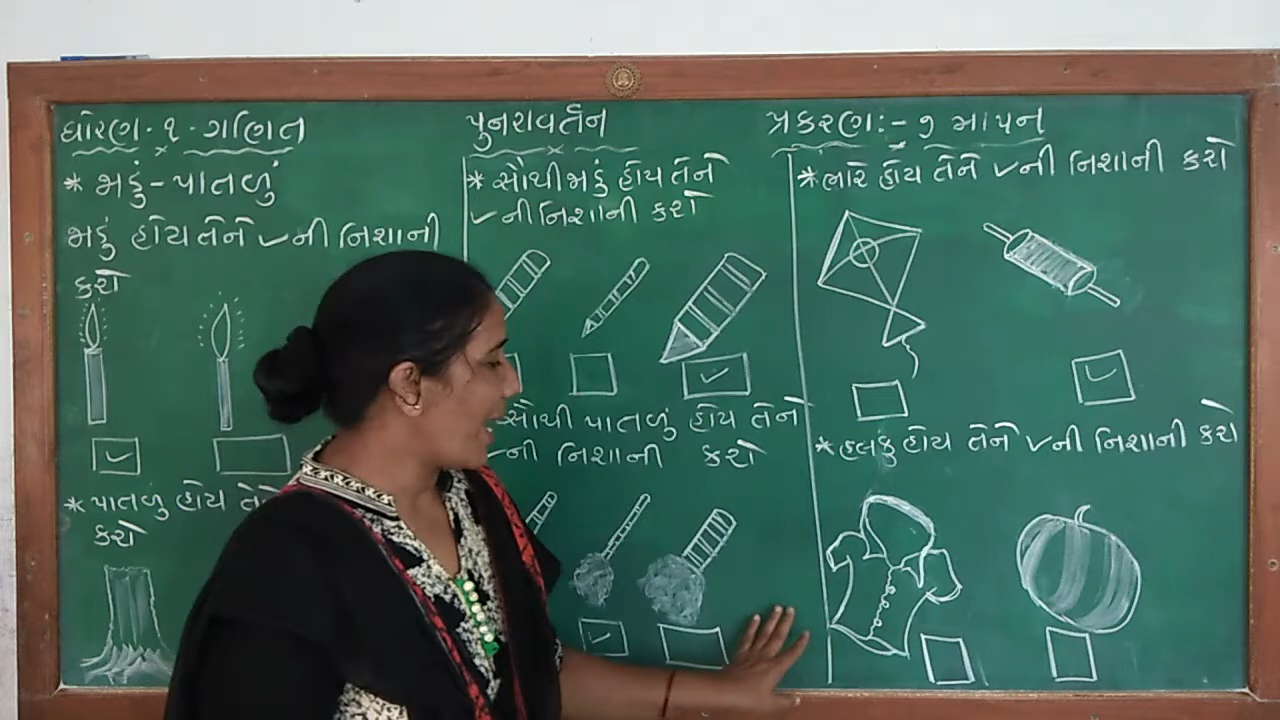 ધોરણ.૧.ગણિત
* જાડું-પાતળું
જાડું હોય તેને ✓ની નિશાની
કરો
* પાતળું હોય તેને
કરો
પુનરાવર્તન
* સૌથી જાડું હોય તેને
✓ની નિશાની કરો
સૌથી પાતળું હોય તેને
✓ની નિશાની કરો
પ્રકરણ:- ૭ માપન
* ભારે હોય તેને ✓ની નિશાની કરો
* હલકું હોય તેને ✓ની નિશાની કરો